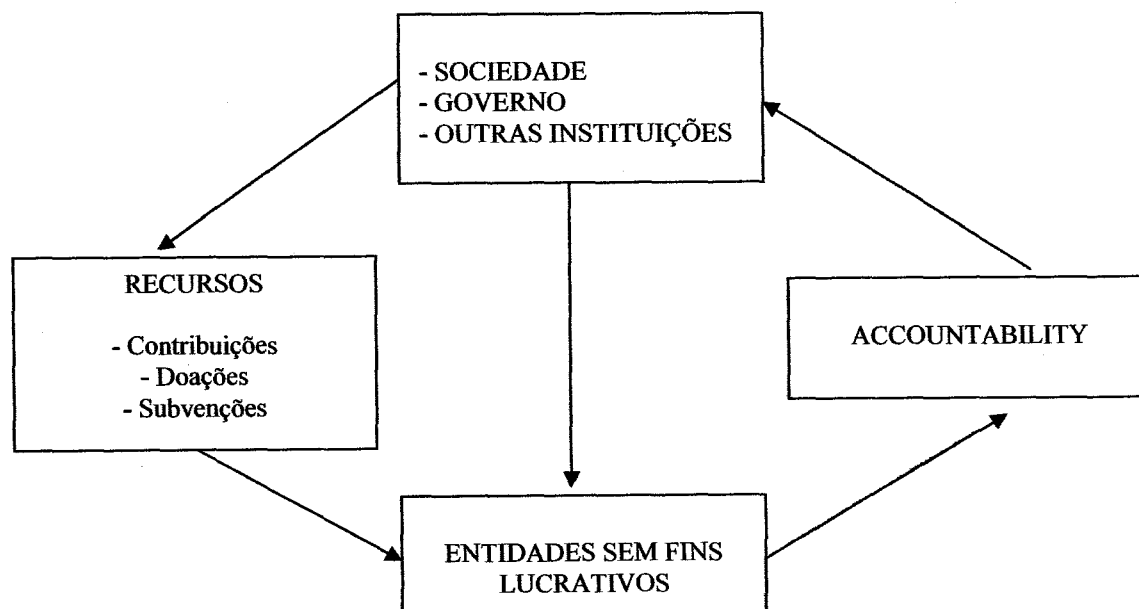 - SOCIEDADE
- GOVERNO
- OUTRAS INSTITUIÇÕES
RECURSOS
- Contribuições
- Doações
- Subvenções
ACCOUNTABILITY
ENTIDADES SEM FINS
LUCRATIVOS